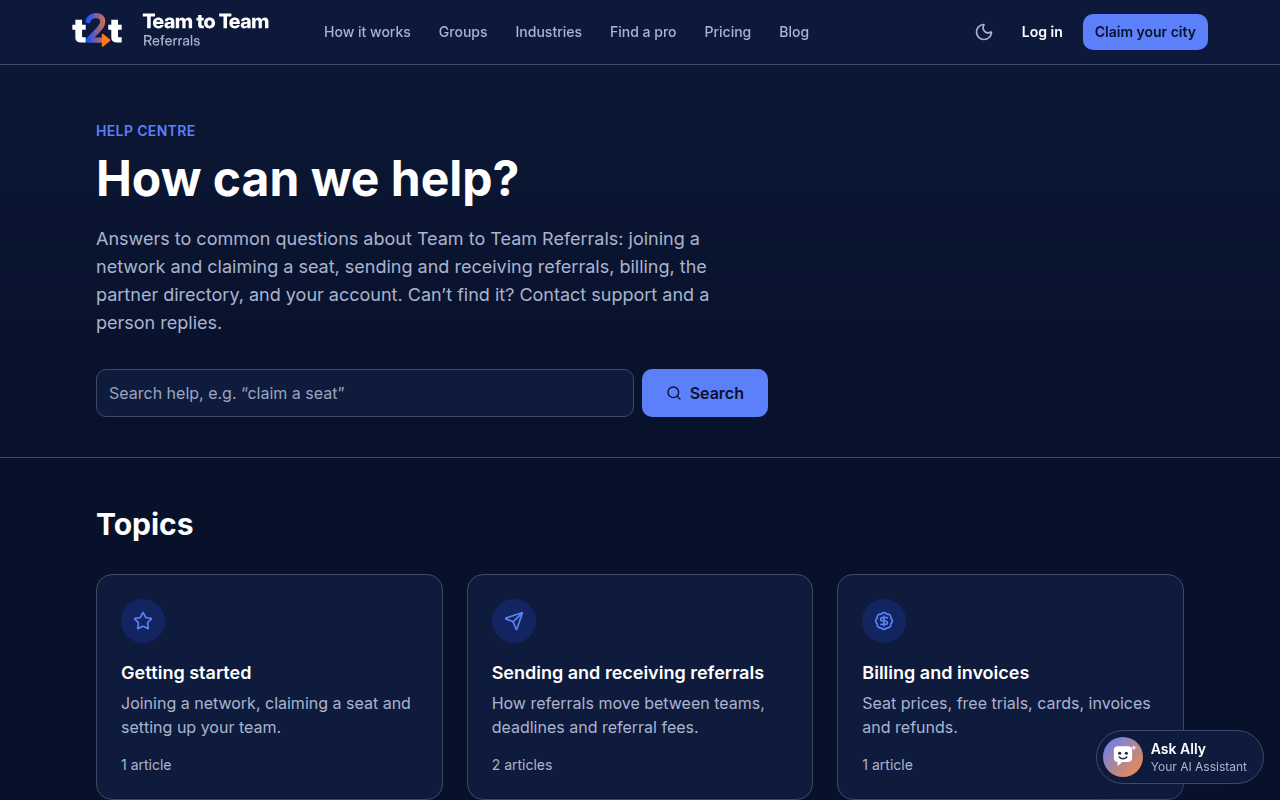 t2t Team to Team
Referrals
How it works Groups Industries Find a pro Pricing Blog
Log in Claim your city
HELP CENTRE
How can we help?
Answers to common questions about Team to Team Referrals: joining a
network and claiming a seat, sending and receiving referrals, billing, the
partner directory, and your account. Can’t find it? Contact support and a
person replies.
Search help, e.g. “claim a seat” Search
Topics
Getting started
Joining a network, claiming a seat and
setting up your team.
1 article
Sending and receiving referrals
How referrals move between teams,
deadlines and referral fees.
2 articles
Billing and invoices
Seat prices, free trials, cards, invoices
and refunds.
1 article
Ask Ally
Your AI Assistant